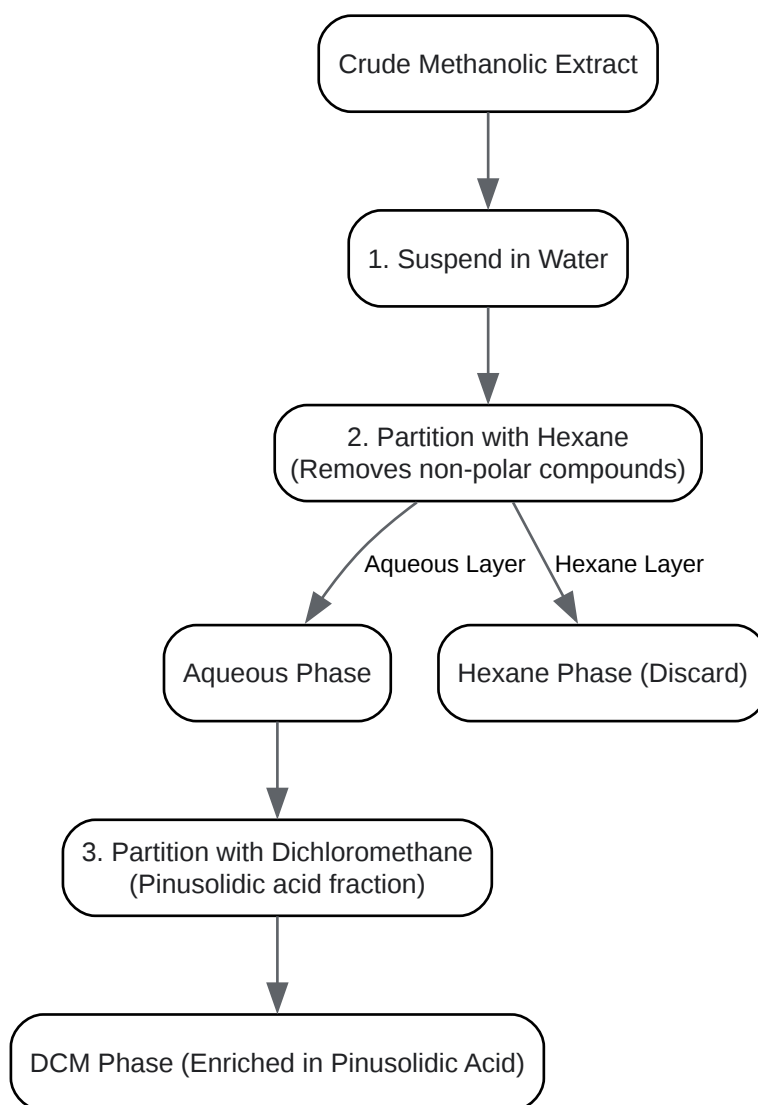 Crude Methanolic Extract
1. Suspend in Water
2. Partition with Hexane
(Removes non-polar compounds)
Aqueous Layer
Hexane Layer
Aqueous Phase
Hexane Phase (Discard)
3. Partition with Dichloromethane
(Pinusolidic acid fraction)
DCM Phase (Enriched in Pinusolidic Acid)